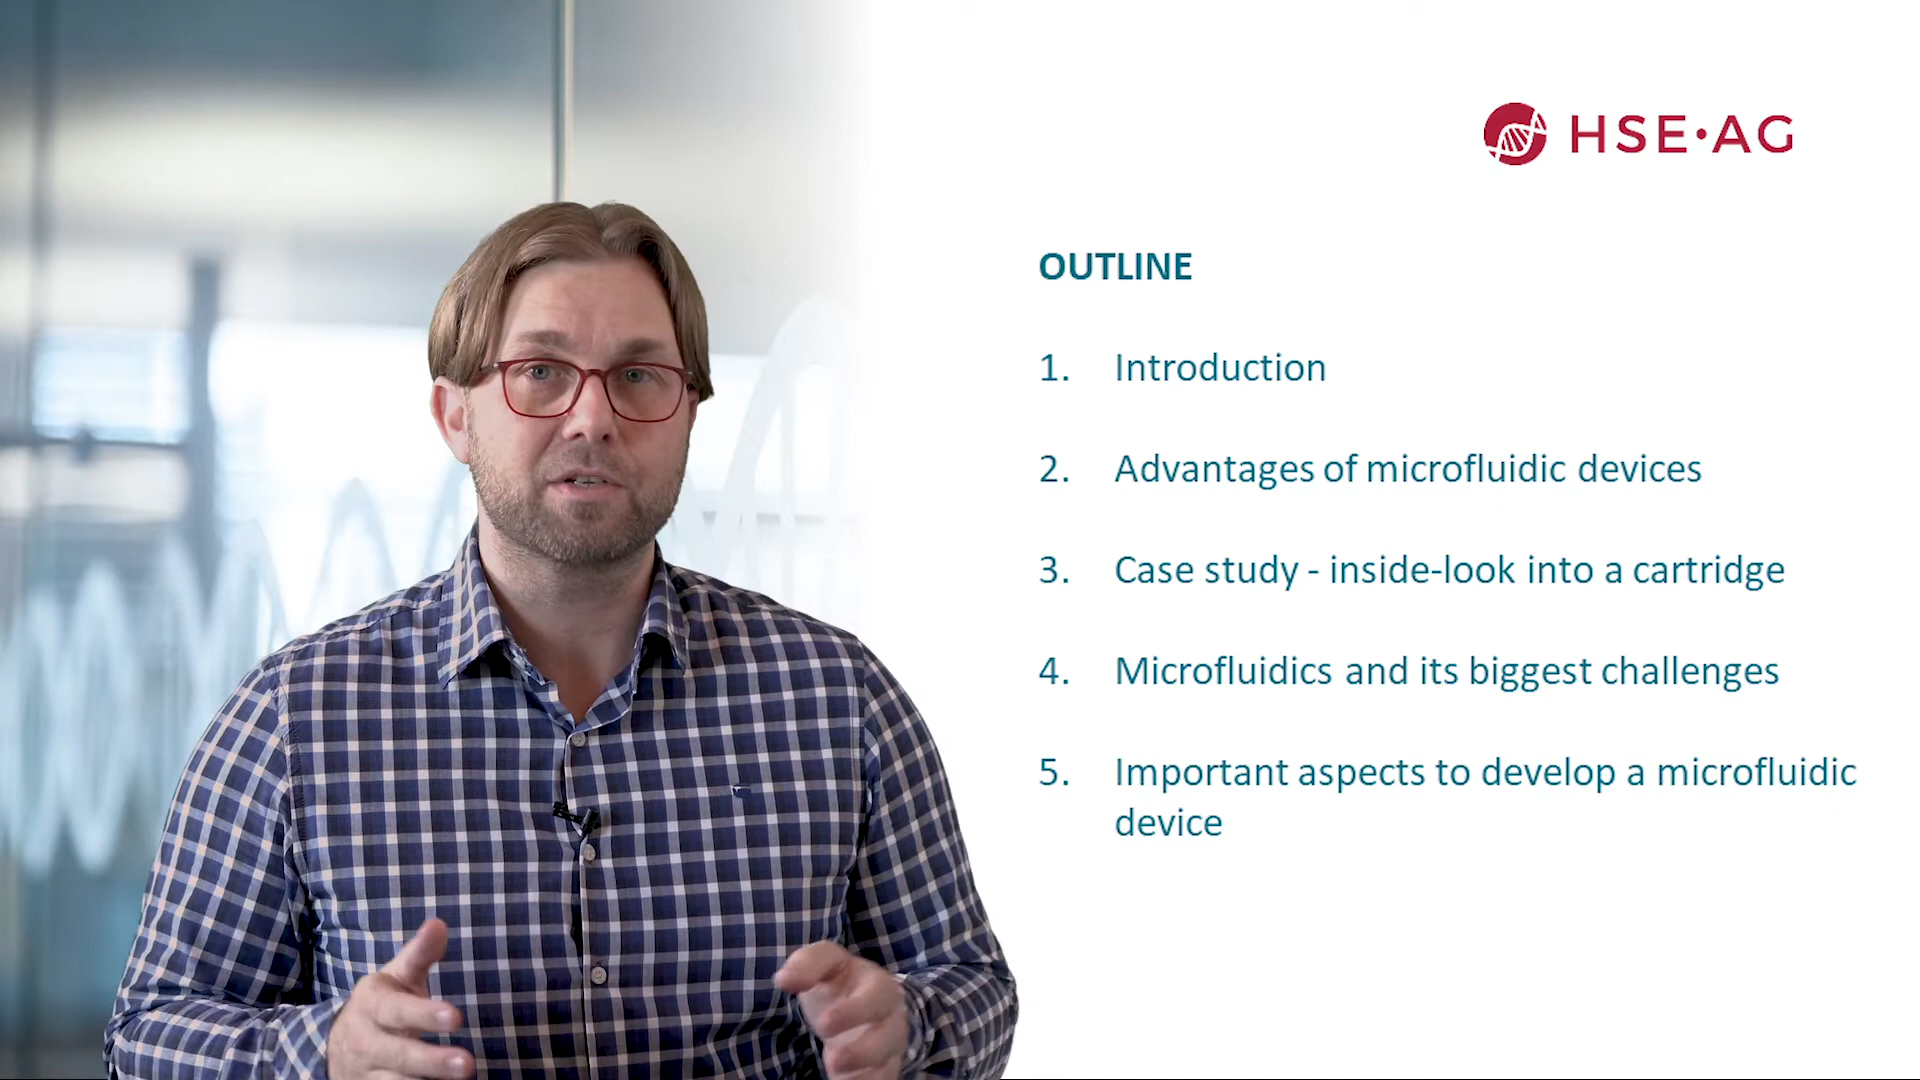 HSE•AG
OUTLINE
1. Introduction
2. Advantages of microfluidic devices
3. Case study - inside-look into a cartridge
4. Microfluidics and its biggest challenges
5. Important aspects to develop a microfluidic
device